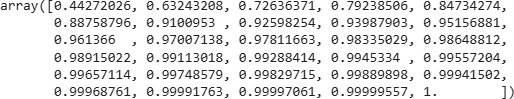 array([0.44272026, 0.63243208, 0.72636371, 0.79238506, 0.84734274,
       0.88758796, 0.9100953 , 0.92598254, 0.93987903, 0.95156881,
       0.961366  , 0.97007138, 0.97811663, 0.98335029, 0.98648812,
       0.98915022, 0.99113018, 0.99288414, 0.9945334 , 0.99557204,
       0.99657114, 0.99748579, 0.99829715, 0.99889898, 0.99941502,
       0.99968761, 0.99991763, 0.99997061, 0.99999557, 1.        ])